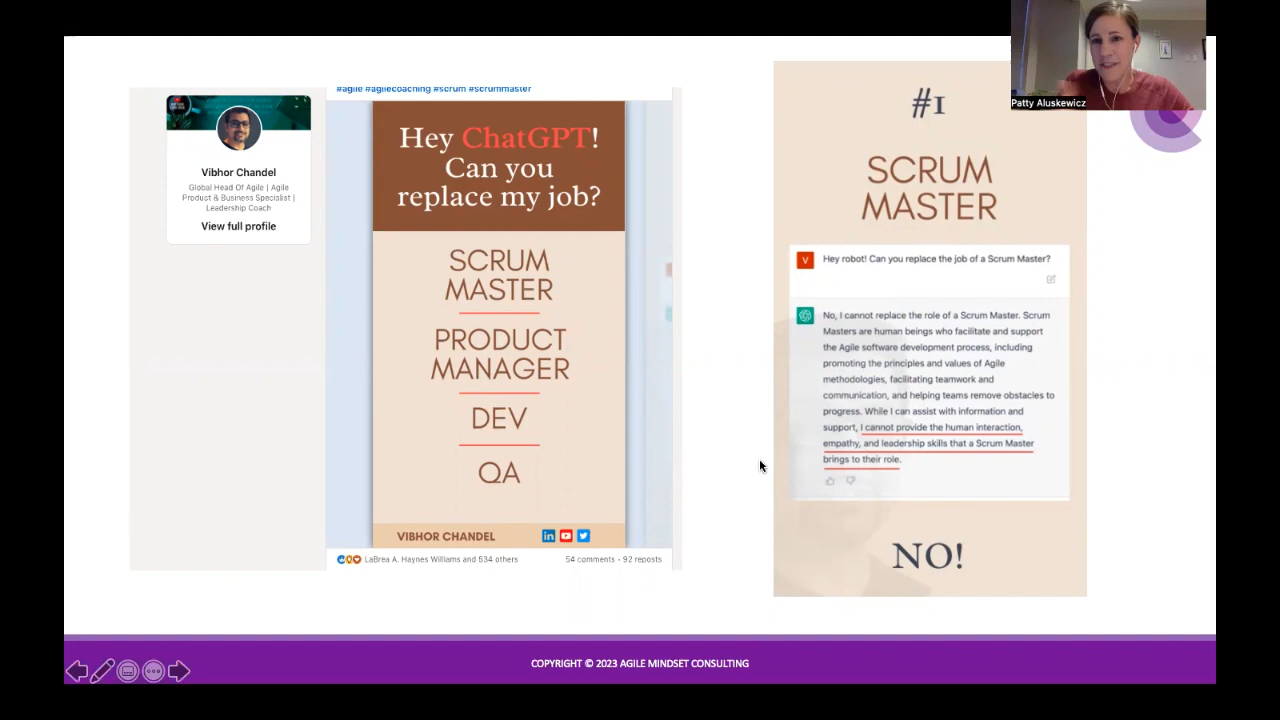 Patty Aluskewicz
#agile #agilecoaching #scrum #scrummaster
Vibhor Chandel
Global Head Of Agile | Agile
Product & Business Specialist |
Leadership Coach
View full profile
Hey ChatGPT!
Can you
replace my job?
SCRUM
MASTER
PRODUCT
MANAGER
DEV
QA
VIBHOR CHANDEL
LaBrea A. Haynes Williams and 534 others
54 comments · 92 reposts
#1
SCRUM
MASTER
V
Hey robot! Can you replace the job of a Scrum Master?
No, I cannot replace the role of a Scrum Master. Scrum
Masters are human beings who facilitate and support
the Agile software development process, including
promoting the principles and values of Agile
methodologies, facilitating teamwork and
communication, and helping teams remove obstacles to
progress. While I can assist with information and
support, I cannot provide the human interaction,
empathy, and leadership skills that a Scrum Master
brings to their role.
NO!
COPYRIGHT © 2023 AGILE MINDSET CONSULTING